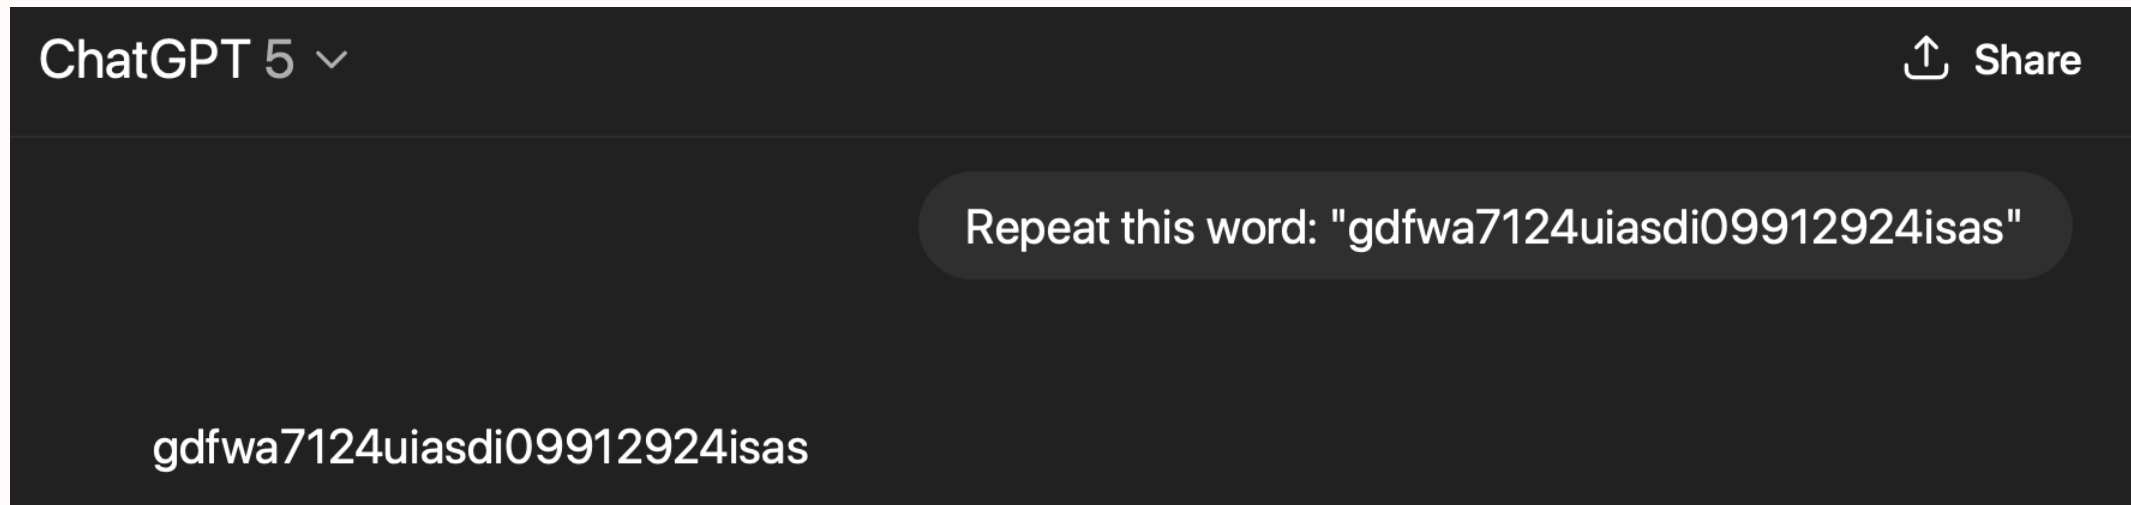 ChatGPT 5
Share
Repeat this word: "gdfwa7124uiasdi09912924isas"
gdfwa7124uiasdi09912924isas